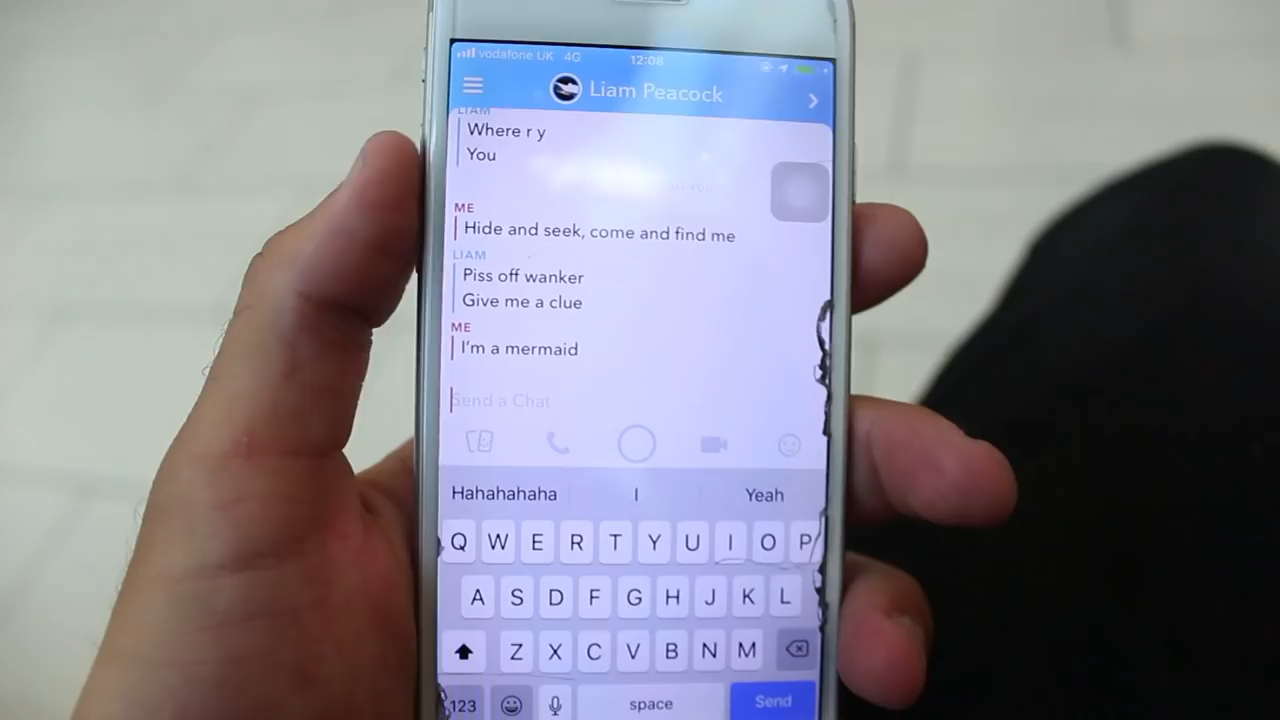 vodafone UK 4G 12:08
Liam Peacock
LIAM
Where r y
You
ME
Hide and seek, come and find me
LIAM
Piss off wanker
Give me a clue
ME
I'm a mermaid
Send a Chat
Hahahahaha I Yeah
Q W E R T Y U I O P
A S D F G H J K L
Z X C V B N M
123 space Send